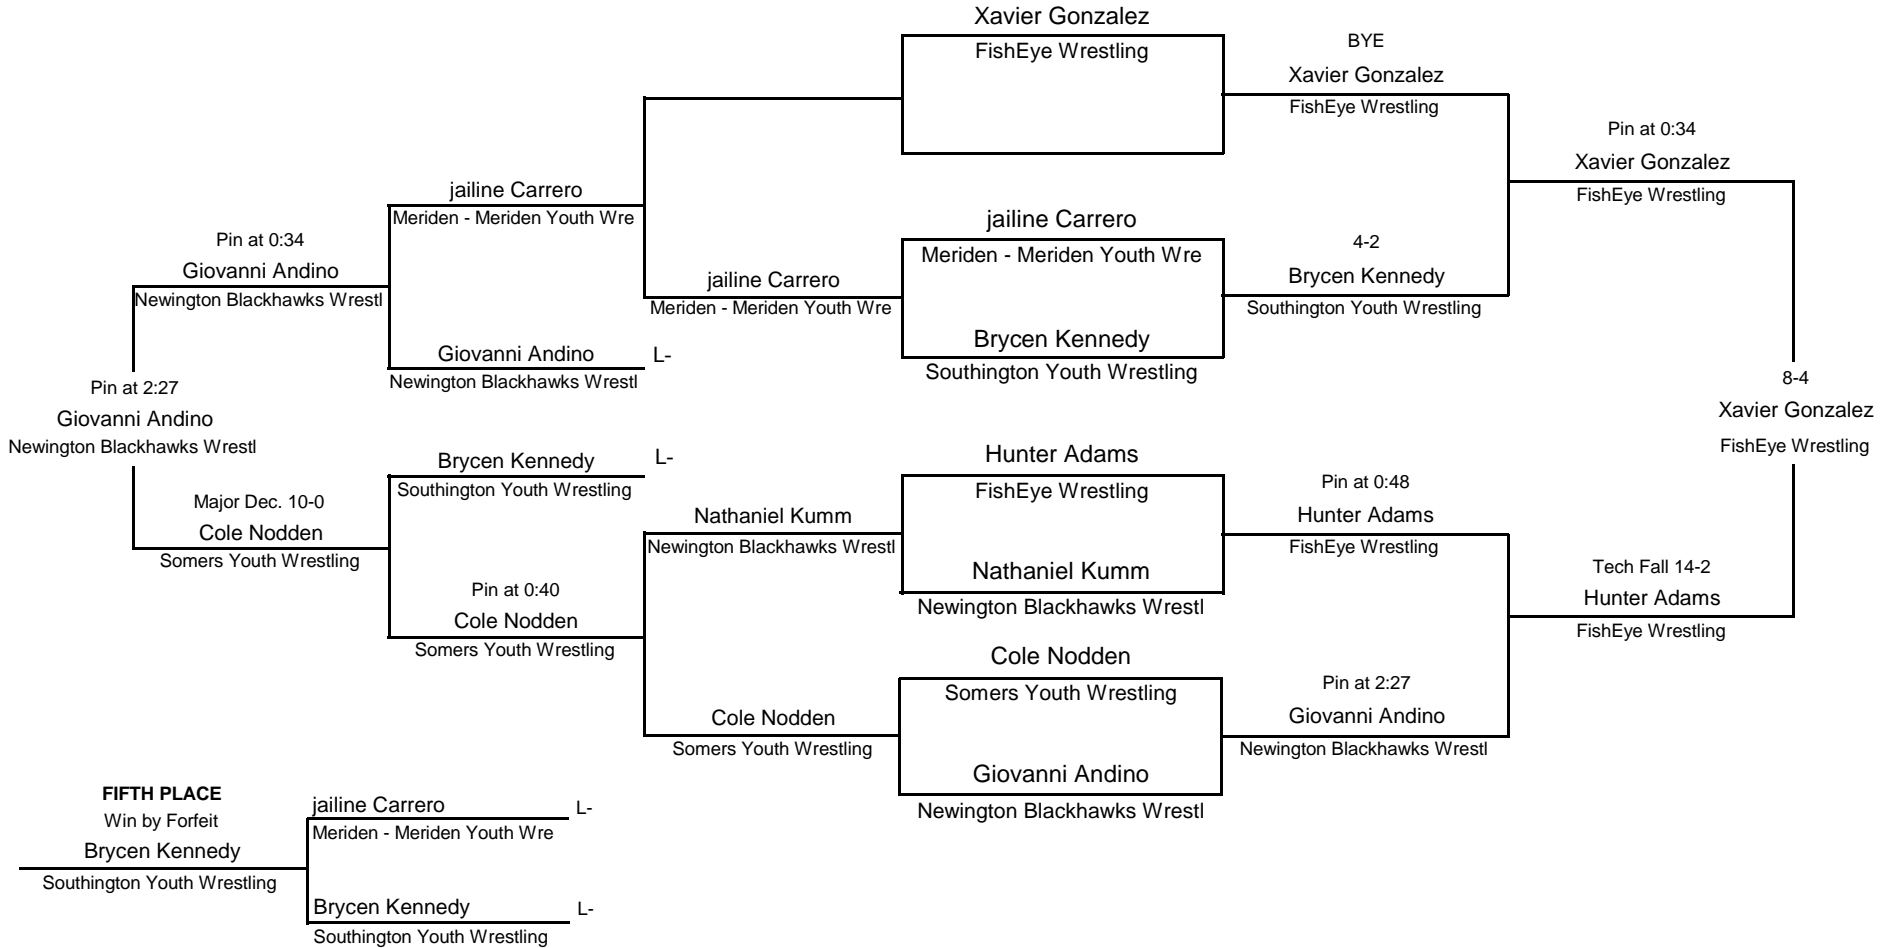 Xavier Gonzalez
FishEye Wrestling
BYE
Xavier Gonzalez
FishEye Wrestling
Pin at 0:34
Xavier Gonzalez
FishEye Wrestling
jailine Carrero
Meriden - Meriden Youth Wre
jailine Carrero
Meriden - Meriden Youth Wre
4-2
Brycen Kennedy
Southington Youth Wrestling
Pin at 0:34
Giovanni Andino
Newington Blackhawks Wrestl
jailine Carrero
Meriden - Meriden Youth Wre
Brycen Kennedy
Southington Youth Wrestling
Giovanni Andino L-
Newington Blackhawks Wrestl
Pin at 2:27
Giovanni Andino
Newington Blackhawks Wrestl
8-4
Xavier Gonzalez
FishEye Wrestling
Brycen Kennedy L-
Southington Youth Wrestling
Hunter Adams
FishEye Wrestling
Pin at 0:48
Hunter Adams
FishEye Wrestling
Major Dec. 10-0
Cole Nodden
Somers Youth Wrestling
Nathaniel Kumm
Newington Blackhawks Wrestl
Nathaniel Kumm
Newington Blackhawks Wrestl
Tech Fall 14-2
Hunter Adams
FishEye Wrestling
Pin at 0:40
Cole Nodden
Somers Youth Wrestling
Cole Nodden
Somers Youth Wrestling
Pin at 2:27
Giovanni Andino
Newington Blackhawks Wrestl
Cole Nodden
Somers Youth Wrestling
Giovanni Andino
Newington Blackhawks Wrestl
FIFTH PLACE
Win by Forfeit
Brycen Kennedy
Southington Youth Wrestling
jailine Carrero L-
Meriden - Meriden Youth Wre
Brycen Kennedy L-
Southington Youth Wrestling